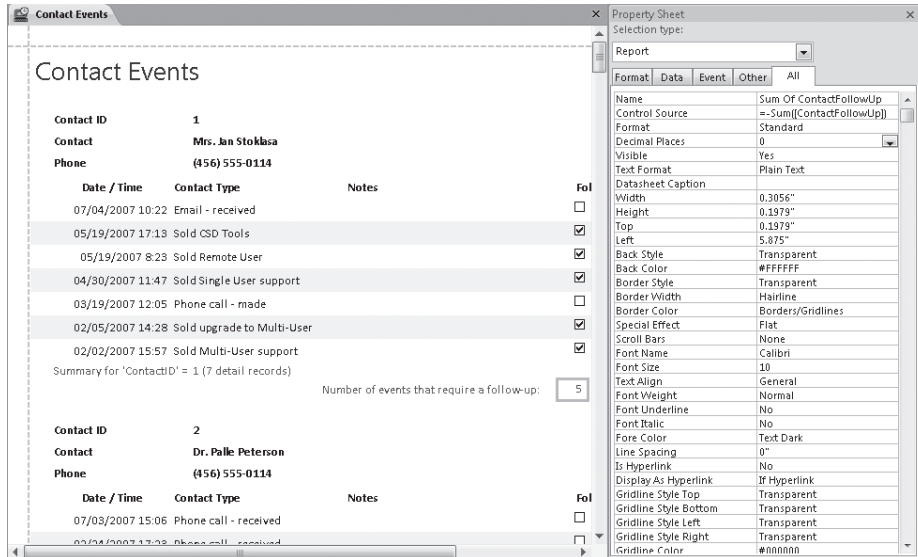 Contact Events
Contact Events
Contact ID 1
Contact Mrs. Jan Stoklasa
Phone (456) 555-0114
Date / Time Contact Type Notes Fol
07/04/2007 10:22 Email - received
05/19/2007 17:13 Sold CSD Tools
05/19/2007 8:23 Sold Remote User
04/30/2007 11:47 Sold Single User support
03/19/2007 12:05 Phone call - made
02/05/2007 14:28 Sold upgrade to Multi-User
02/02/2007 15:57 Sold Multi-User support
Summary for 'ContactID' = 1 (7 detail records)
Number of events that require a follow-up: 5
Contact ID 2
Contact Dr. Palle Peterson
Phone (456) 555-0114
Date / Time Contact Type Notes Fol
07/03/2007 15:06 Phone call - received
02/24/2007 17:23 Phone call - received
Property Sheet
Selection type:
Report
Format Data Event Other All
Name Sum Of ContactFollowUp
Control Source =-Sum([ContactFollowUp])
Format Standard
Decimal Places 0
Visible Yes
Text Format Plain Text
Datasheet Caption
Width 0.3056"
Height 0.1979"
Top 0.1979"
Left 5.875"
Back Style Transparent
Back Color #FFFFFF
Border Style Transparent
Border Width Hairline
Border Color Borders/Gridlines
Special Effect Flat
Scroll Bars None
Font Name Calibri
Font Size 10
Text Align General
Font Weight Normal
Font Underline No
Font Italic No
Fore Color Text Dark
Line Spacing 0"
Is Hyperlink No
Display As Hyperlink If Hyperlink
Gridline Style Top Transparent
Gridline Style Bottom Transparent
Gridline Style Left Transparent
Gridline Style Right Transparent
Gridline Color #000000